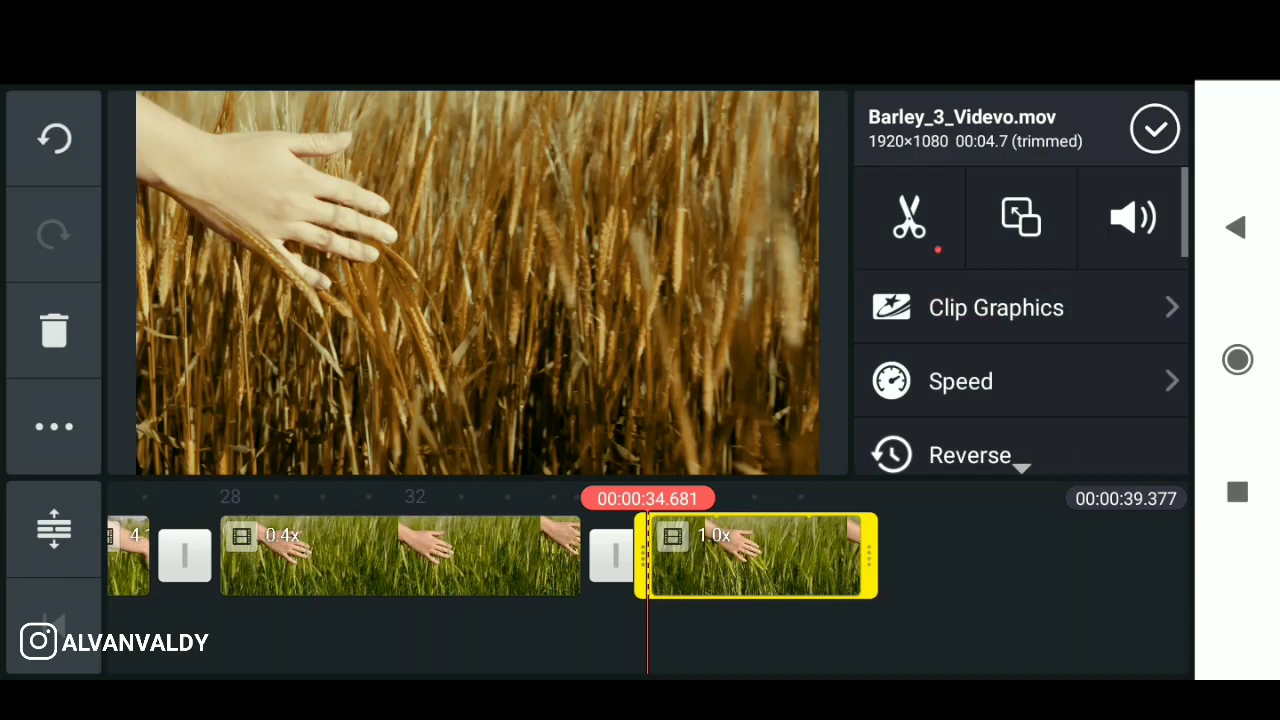 Barley_3_Videvo.mov
1920×1080 00:04.7 (trimmed)
Clip Graphics
Speed
Reverse
28
32
00:00:34.681
00:00:39.377
4
0.4x
1.0x
ALVANVALDY